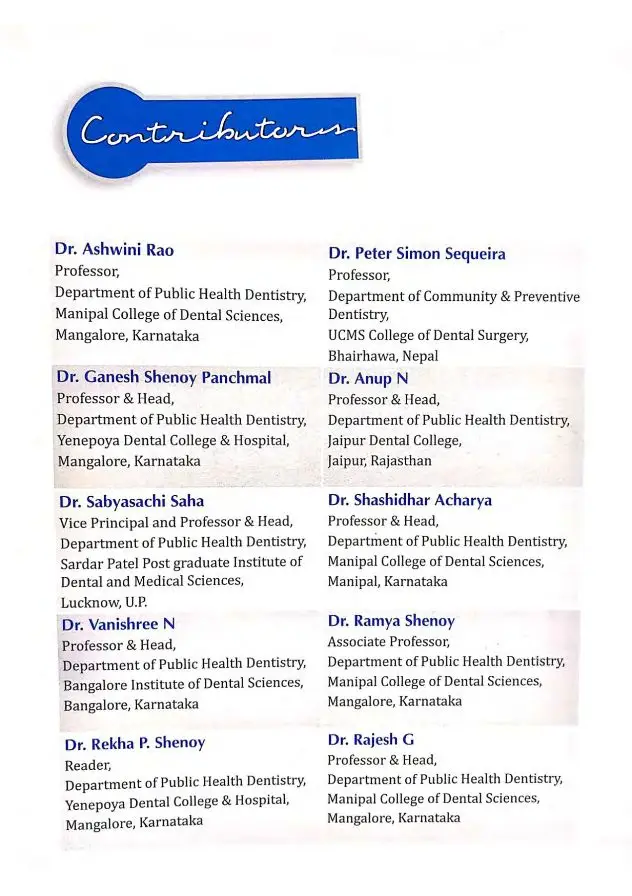 Contributors
Dr. Ashwini Rao
Professor,
Department of Public Health Dentistry,
Manipal College of Dental Sciences,
Mangalore, Karnataka
Dr. Peter Simon Sequeira
Professor,
Department of Community & Preventive
Dentistry,
UCMS College of Dental Surgery,
Bhairhawa, Nepal
Dr. Ganesh Shenoy Panchmal
Professor & Head,
Department of Public Health Dentistry,
Yenepoya Dental College & Hospital,
Mangalore, Karnataka
Dr. Anup N
Professor & Head,
Department of Public Health Dentistry,
Jaipur Dental College,
Jaipur, Rajasthan
Dr. Sabyasachi Saha
Vice Principal and Professor & Head,
Department of Public Health Dentistry,
Sardar Patel Post graduate Institute of
Dental and Medical Sciences,
Lucknow, U.P.
Dr. Shashidhar Acharya
Professor & Head,
Department of Public Health Dentistry,
Manipal College of Dental Sciences,
Manipal, Karnataka
Dr. Vanishree N
Professor & Head,
Department of Public Health Dentistry,
Bangalore Institute of Dental Sciences,
Bangalore, Karnataka
Dr. Ramya Shenoy
Associate Professor,
Department of Public Health Dentistry,
Manipal College of Dental Sciences,
Mangalore, Karnataka
Dr. Rekha P. Shenoy
Reader,
Department of Public Health Dentistry,
Yenepoya Dental College & Hospital,
Mangalore, Karnataka
Dr. Rajesh G
Professor & Head,
Department of Public Health Dentistry,
Manipal College of Dental Sciences,
Mangalore, Karnataka